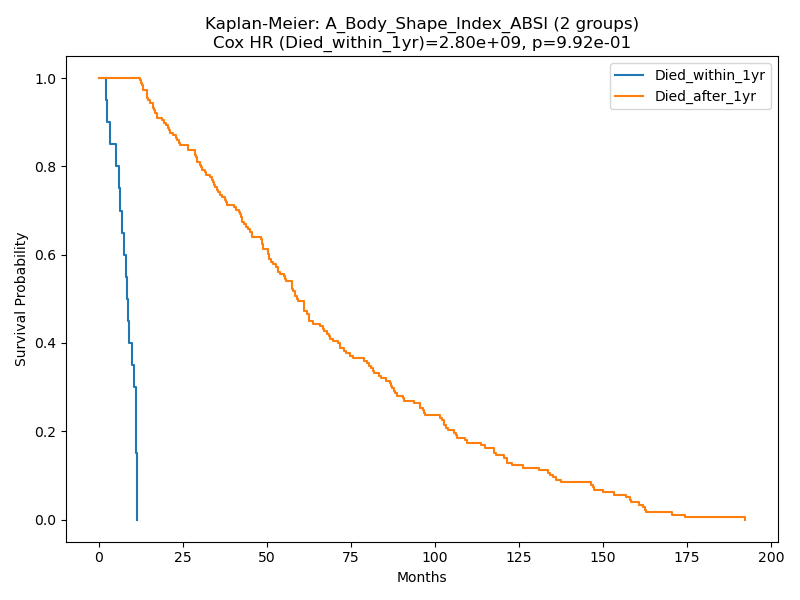 Kaplan-Meier: A_Body_Shape_Index_ABSI (2 groups)
Cox HR (Died_within_1yr)=2.80e+09, p=9.92e-01
Died_within_1yr
Died_after_1yr
Survival Probability
1.0
0.8
0.6
0.4
0.2
0.0
0 25 50 75 100 125 150 175 200
Months